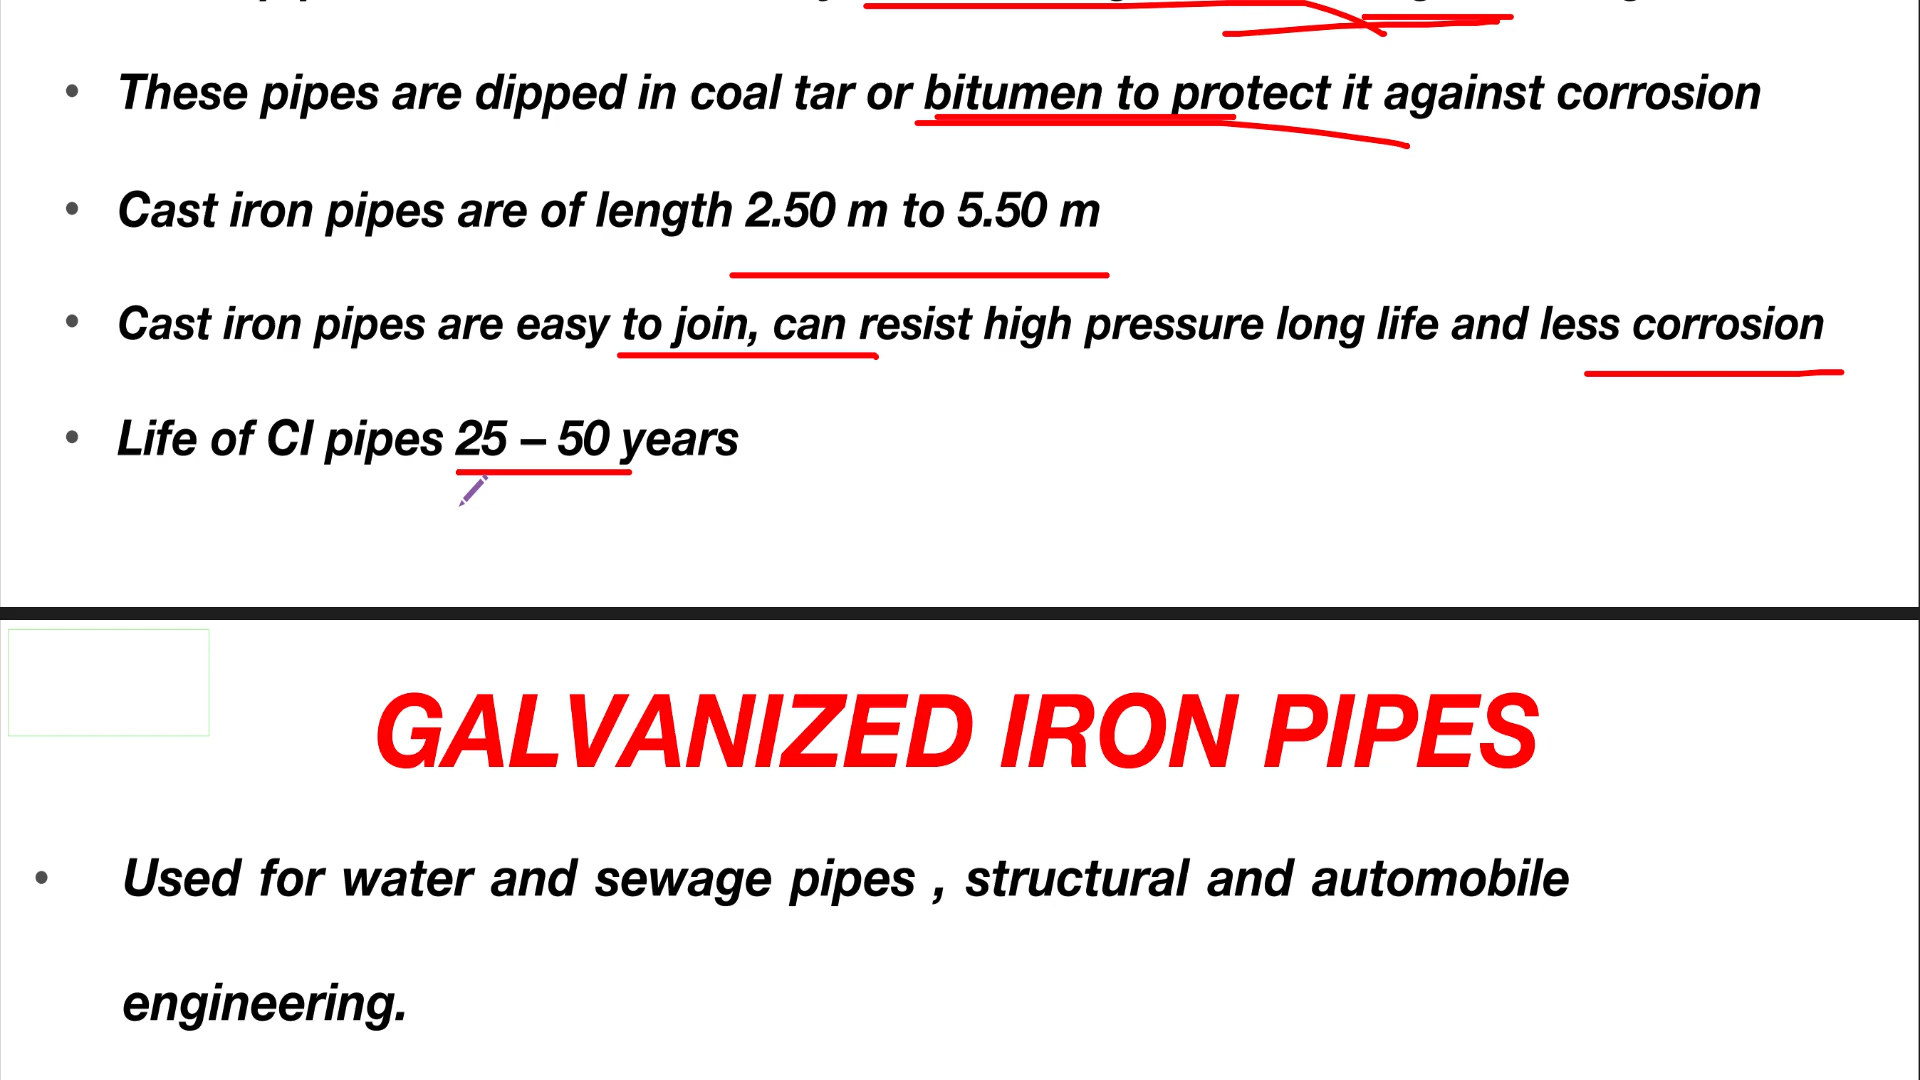 These pipes are dipped in coal tar or bitumen to protect it against corrosion
Cast iron pipes are of length 2.50 m to 5.50 m
Cast iron pipes are easy to join, can resist high pressure long life and less corrosion
Life of CI pipes 25 – 50 years
GALVANIZED IRON PIPES
Used for water and sewage pipes , structural and automobile
engineering.